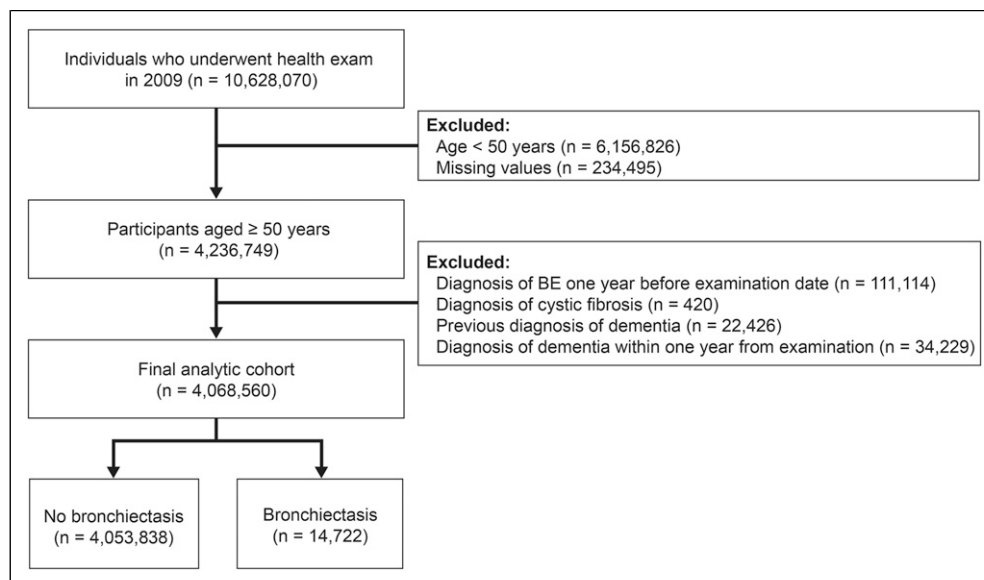 Individuals who underwent health exam
in 2009 (n = 10,628,070)
Excluded:
Age < 50 years (n = 6,156,826)
Missing values (n = 234,495)
Participants aged ≥ 50 years
(n = 4,236,749)
Excluded:
Diagnosis of BE one year before examination date (n = 111,114)
Diagnosis of cystic fibrosis (n = 420)
Previous diagnosis of dementia (n = 22,426)
Diagnosis of dementia within one year from examination (n = 34,229)
Final analytic cohort
(n = 4,068,560)
No bronchiectasis
(n = 4,053,838)
Bronchiectasis
(n = 14,722)